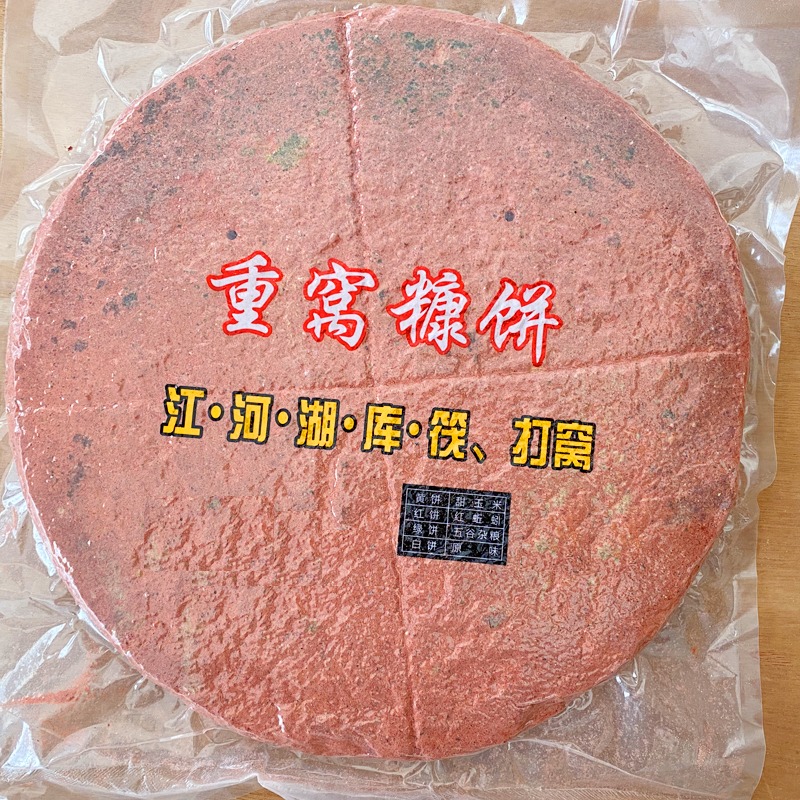 重窝糠饼
江·河·湖·库·筏、打窝
黄饼 甜玉米
红饼 红蚯蚓
绿饼 五谷杂粮
白饼 原味